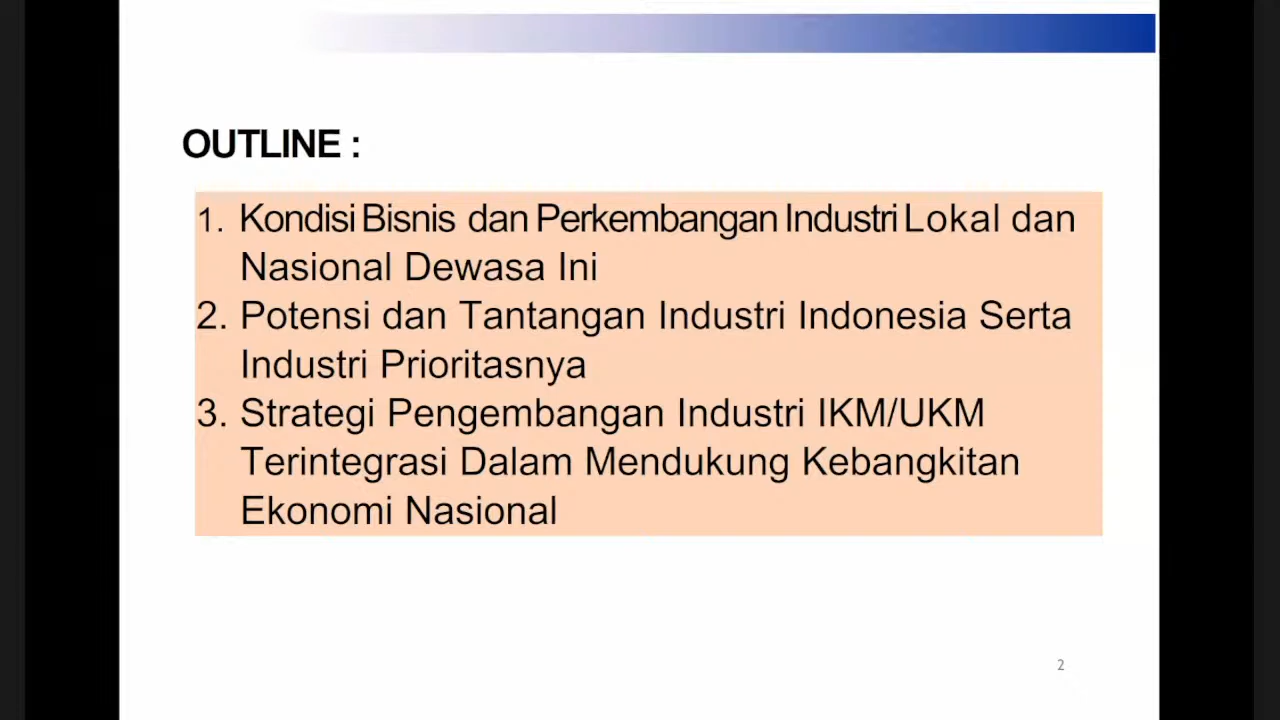 OUTLINE :
1. Kondisi Bisnis dan Perkembangan Industri Lokal dan
Nasional Dewasa Ini
2. Potensi dan Tantangan Industri Indonesia Serta
Industri Prioritasnya
3. Strategi Pengembangan Industri IKM/UKM
Terintegrasi Dalam Mendukung Kebangkitan
Ekonomi Nasional
2